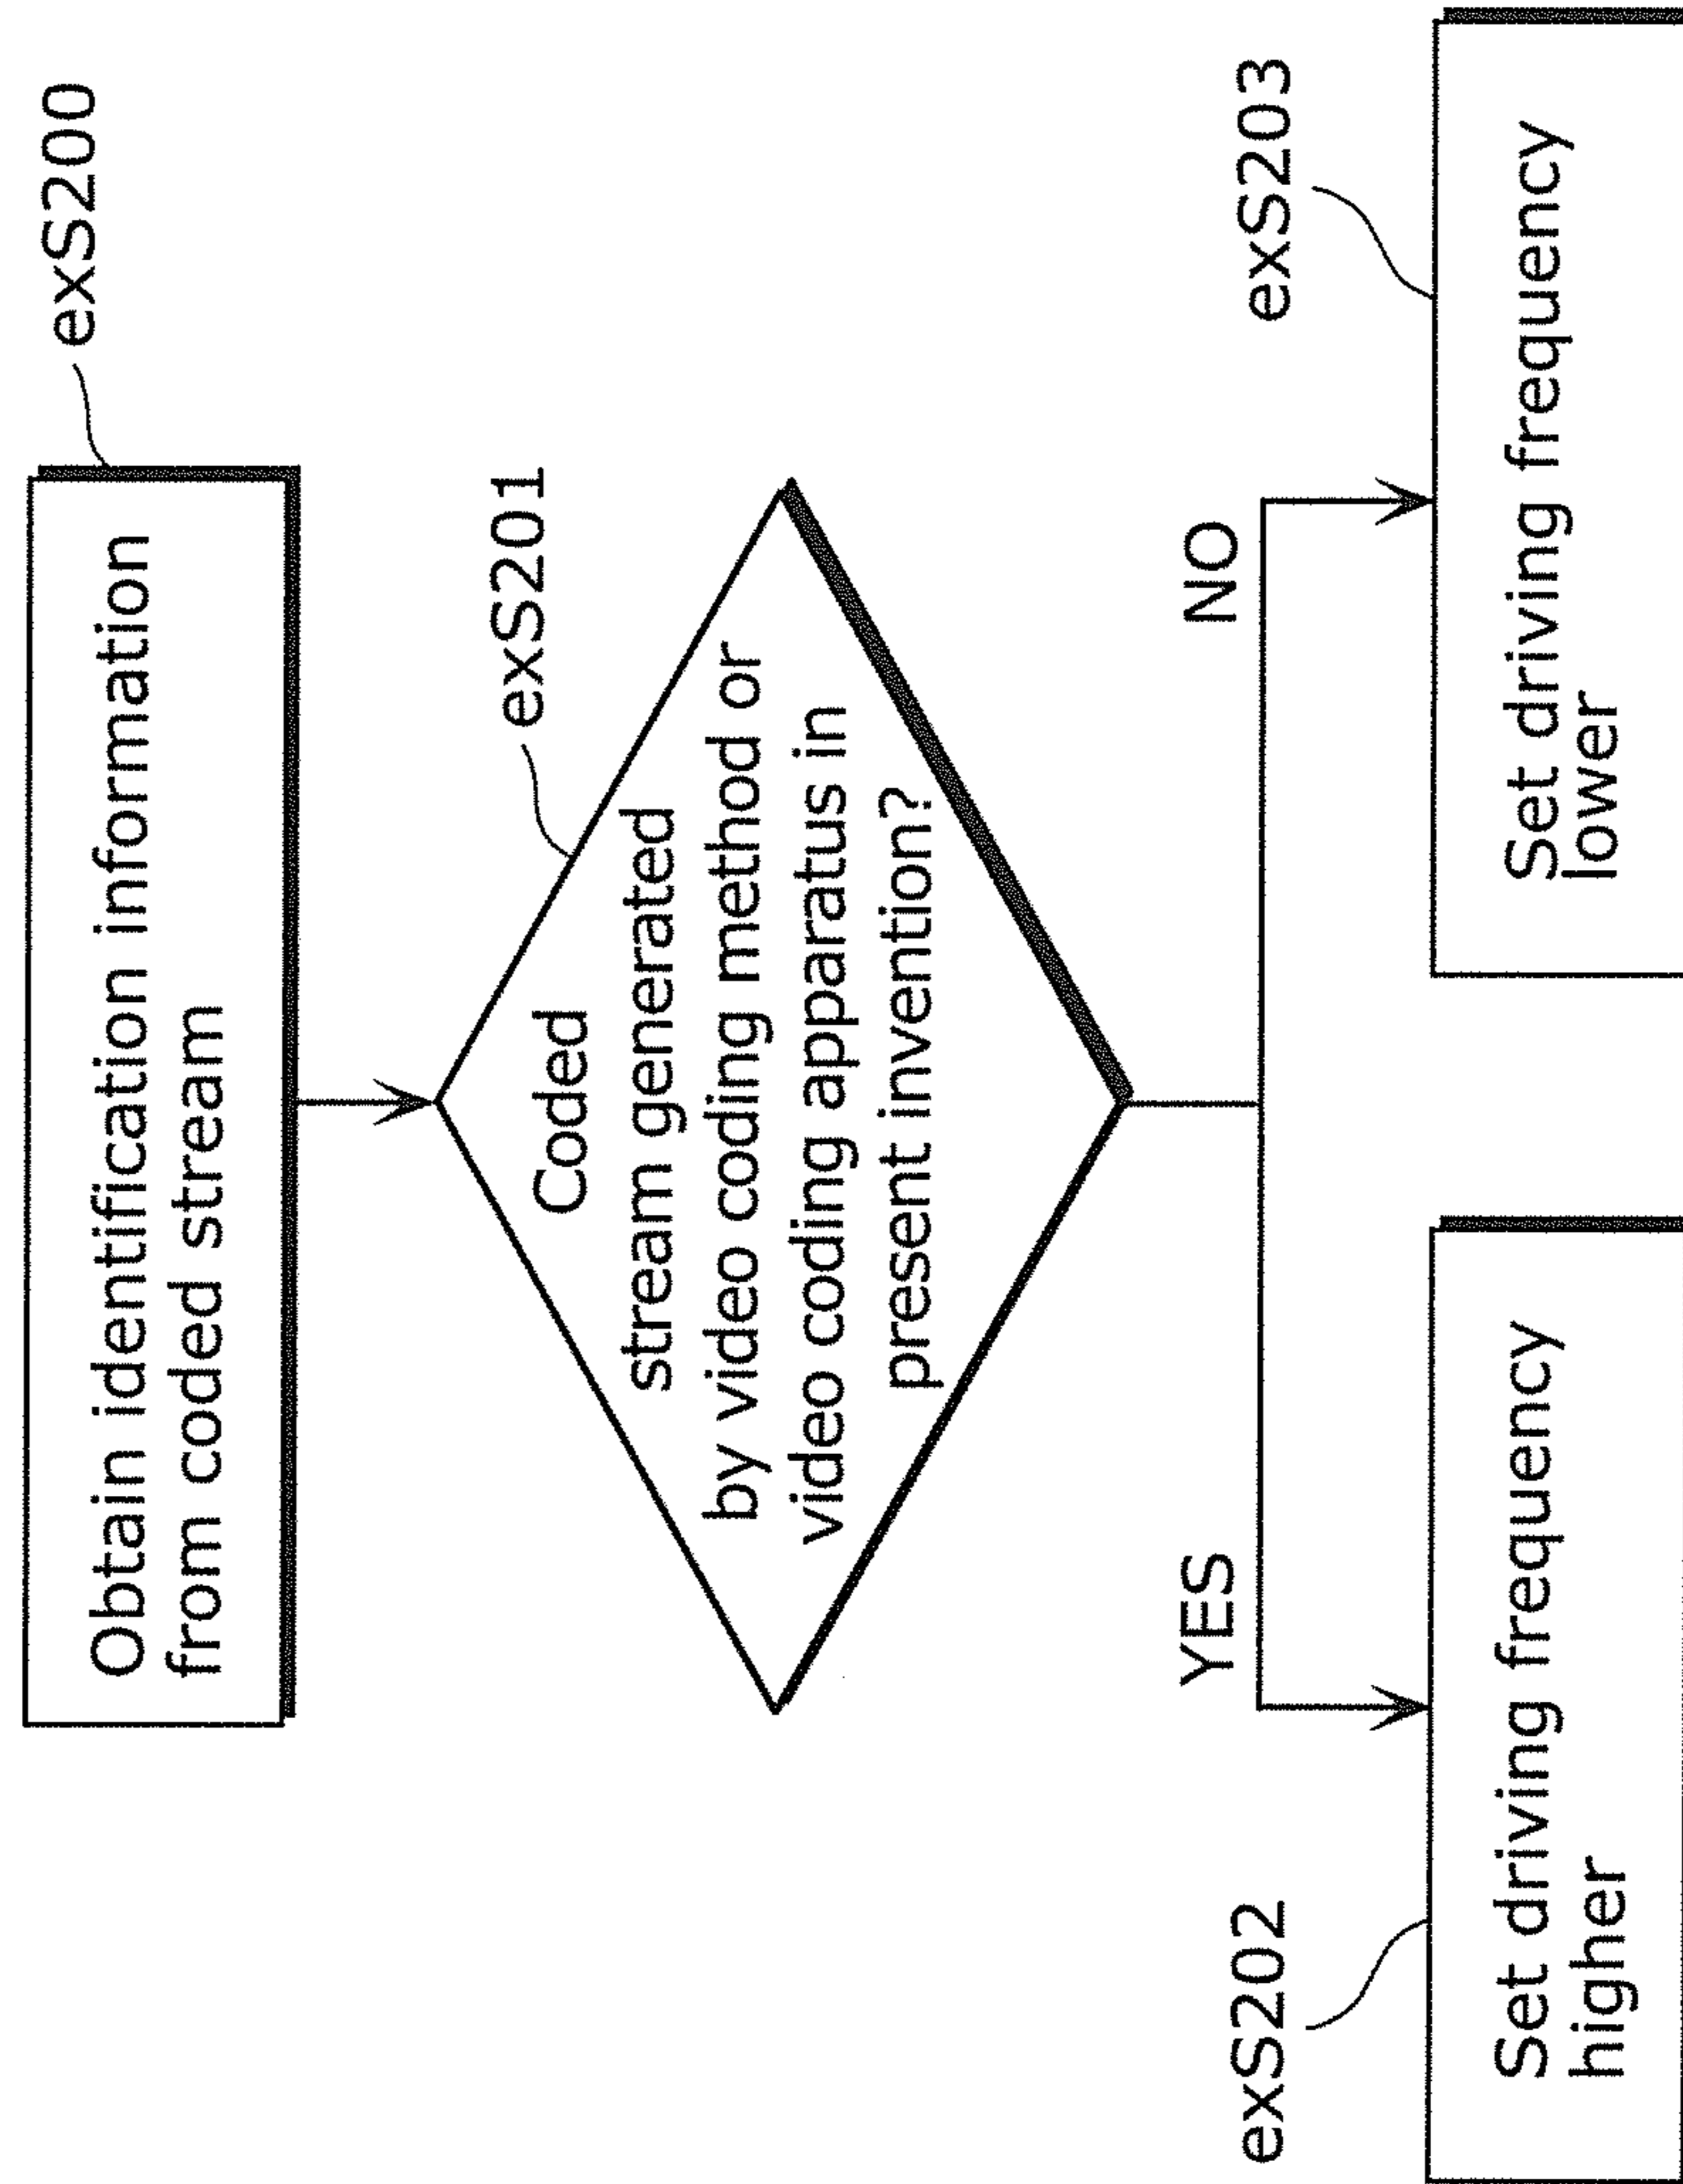 exS200
Obtain identification information
from coded stream
exS201
Coded
stream generated
by video coding method or
video coding apparatus in
present invention?
YES
NO
exS202
exS203
Set driving frequency
higher
Set driving frequency
lower